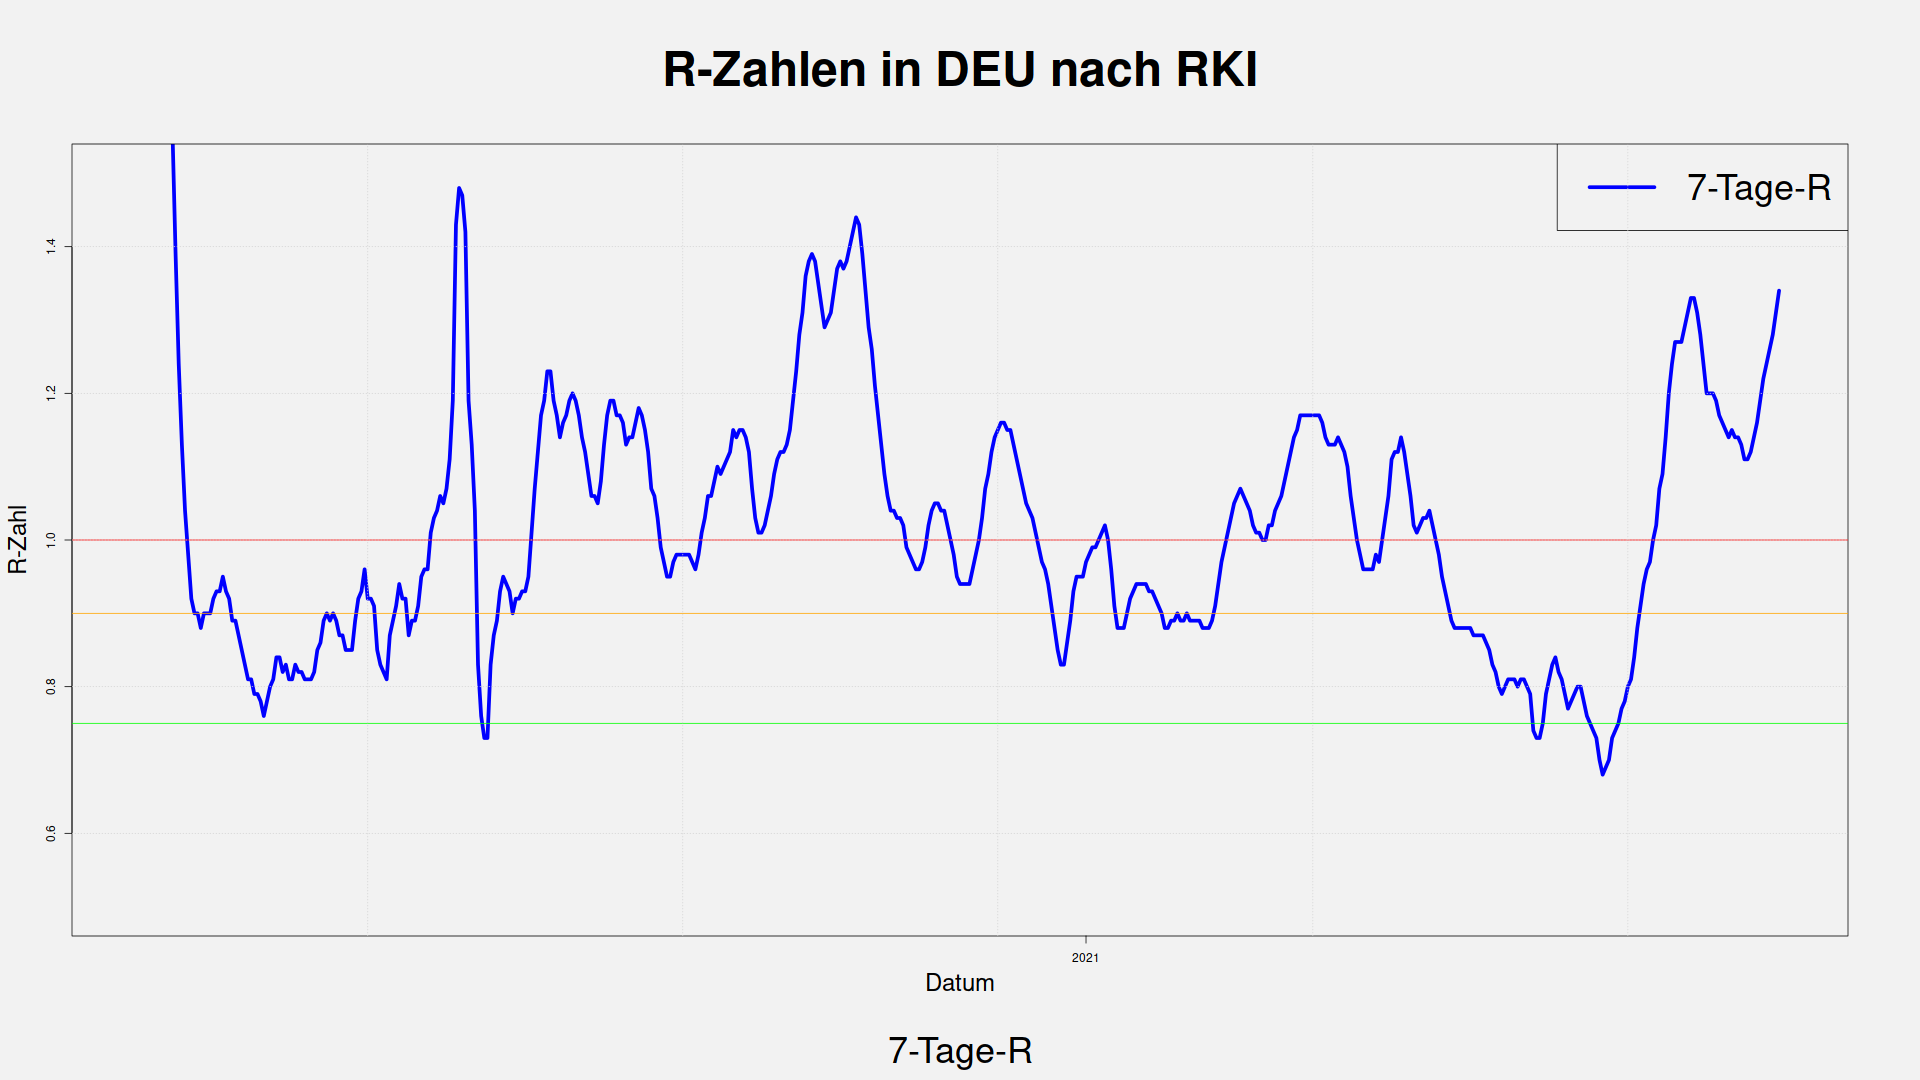 R-Zahlen in DEU nach RKI
7-Tage-R
1.4
1.2
1.0
0.8
0.6
R-Zahl
2021
Datum
7-Tage-R